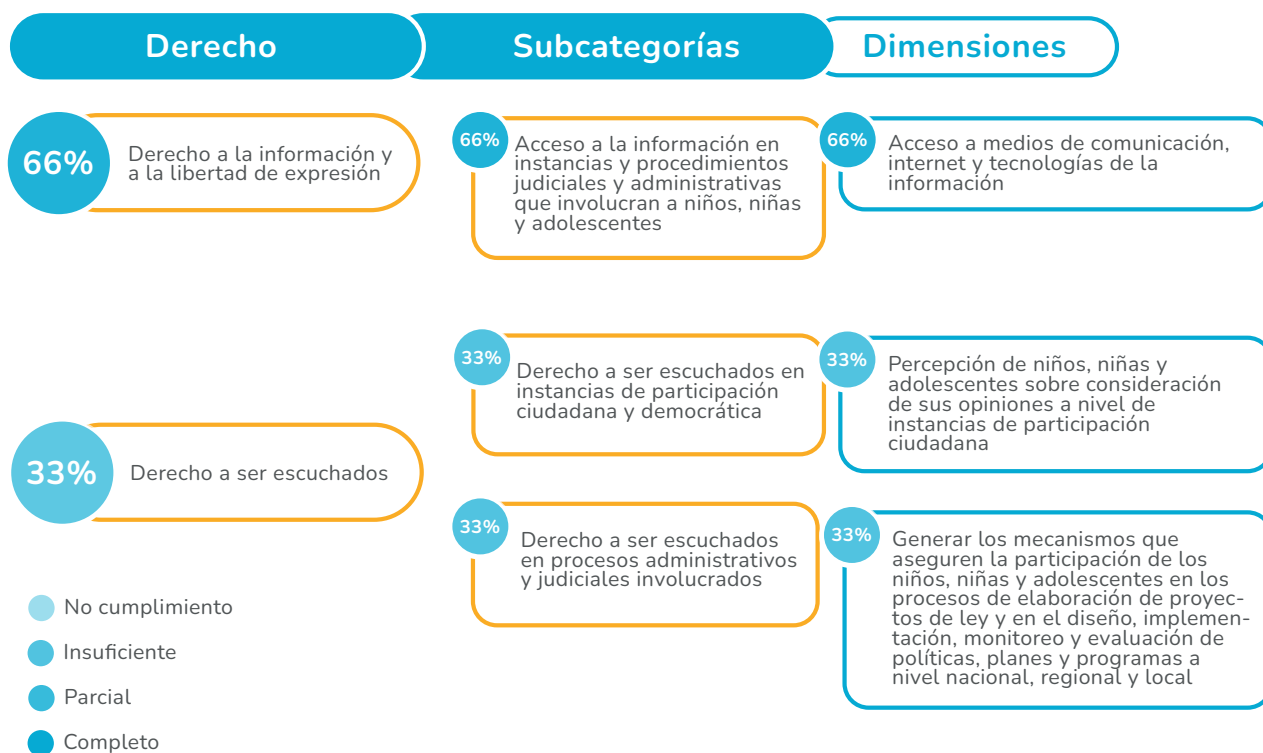 Derecho
Subcategorías
Dimensiones
66%
Derecho a la información y
a la libertad de expresión
66%
Acceso a la información en
instancias y procedimientos
judiciales y administrativas
que involucran a niños, niñas
y adolescentes
66%
Acceso a medios de comunicación,
internet y tecnologías de la
información
33%
Derecho a ser escuchados
33%
Derecho a ser escuchados en
instancias de participación
ciudadana y democrática
33%
Percepción de niños, niñas y
adolescentes sobre consideración
de sus opiniones a nivel de
instancias de participación
ciudadana
33%
Derecho a ser escuchados
en procesos administrativos
y judiciales involucrados
33%
Generar los mecanismos que
aseguren la participación de los
niños, niñas y adolescentes en los
procesos de elaboración de proyec-
tos de ley y en el diseño, implemen-
tación, monitoreo y evaluación de
políticas, planes y programas a
nivel nacional, regional y local
No cumplimiento
Insuficiente
Parcial
Completo